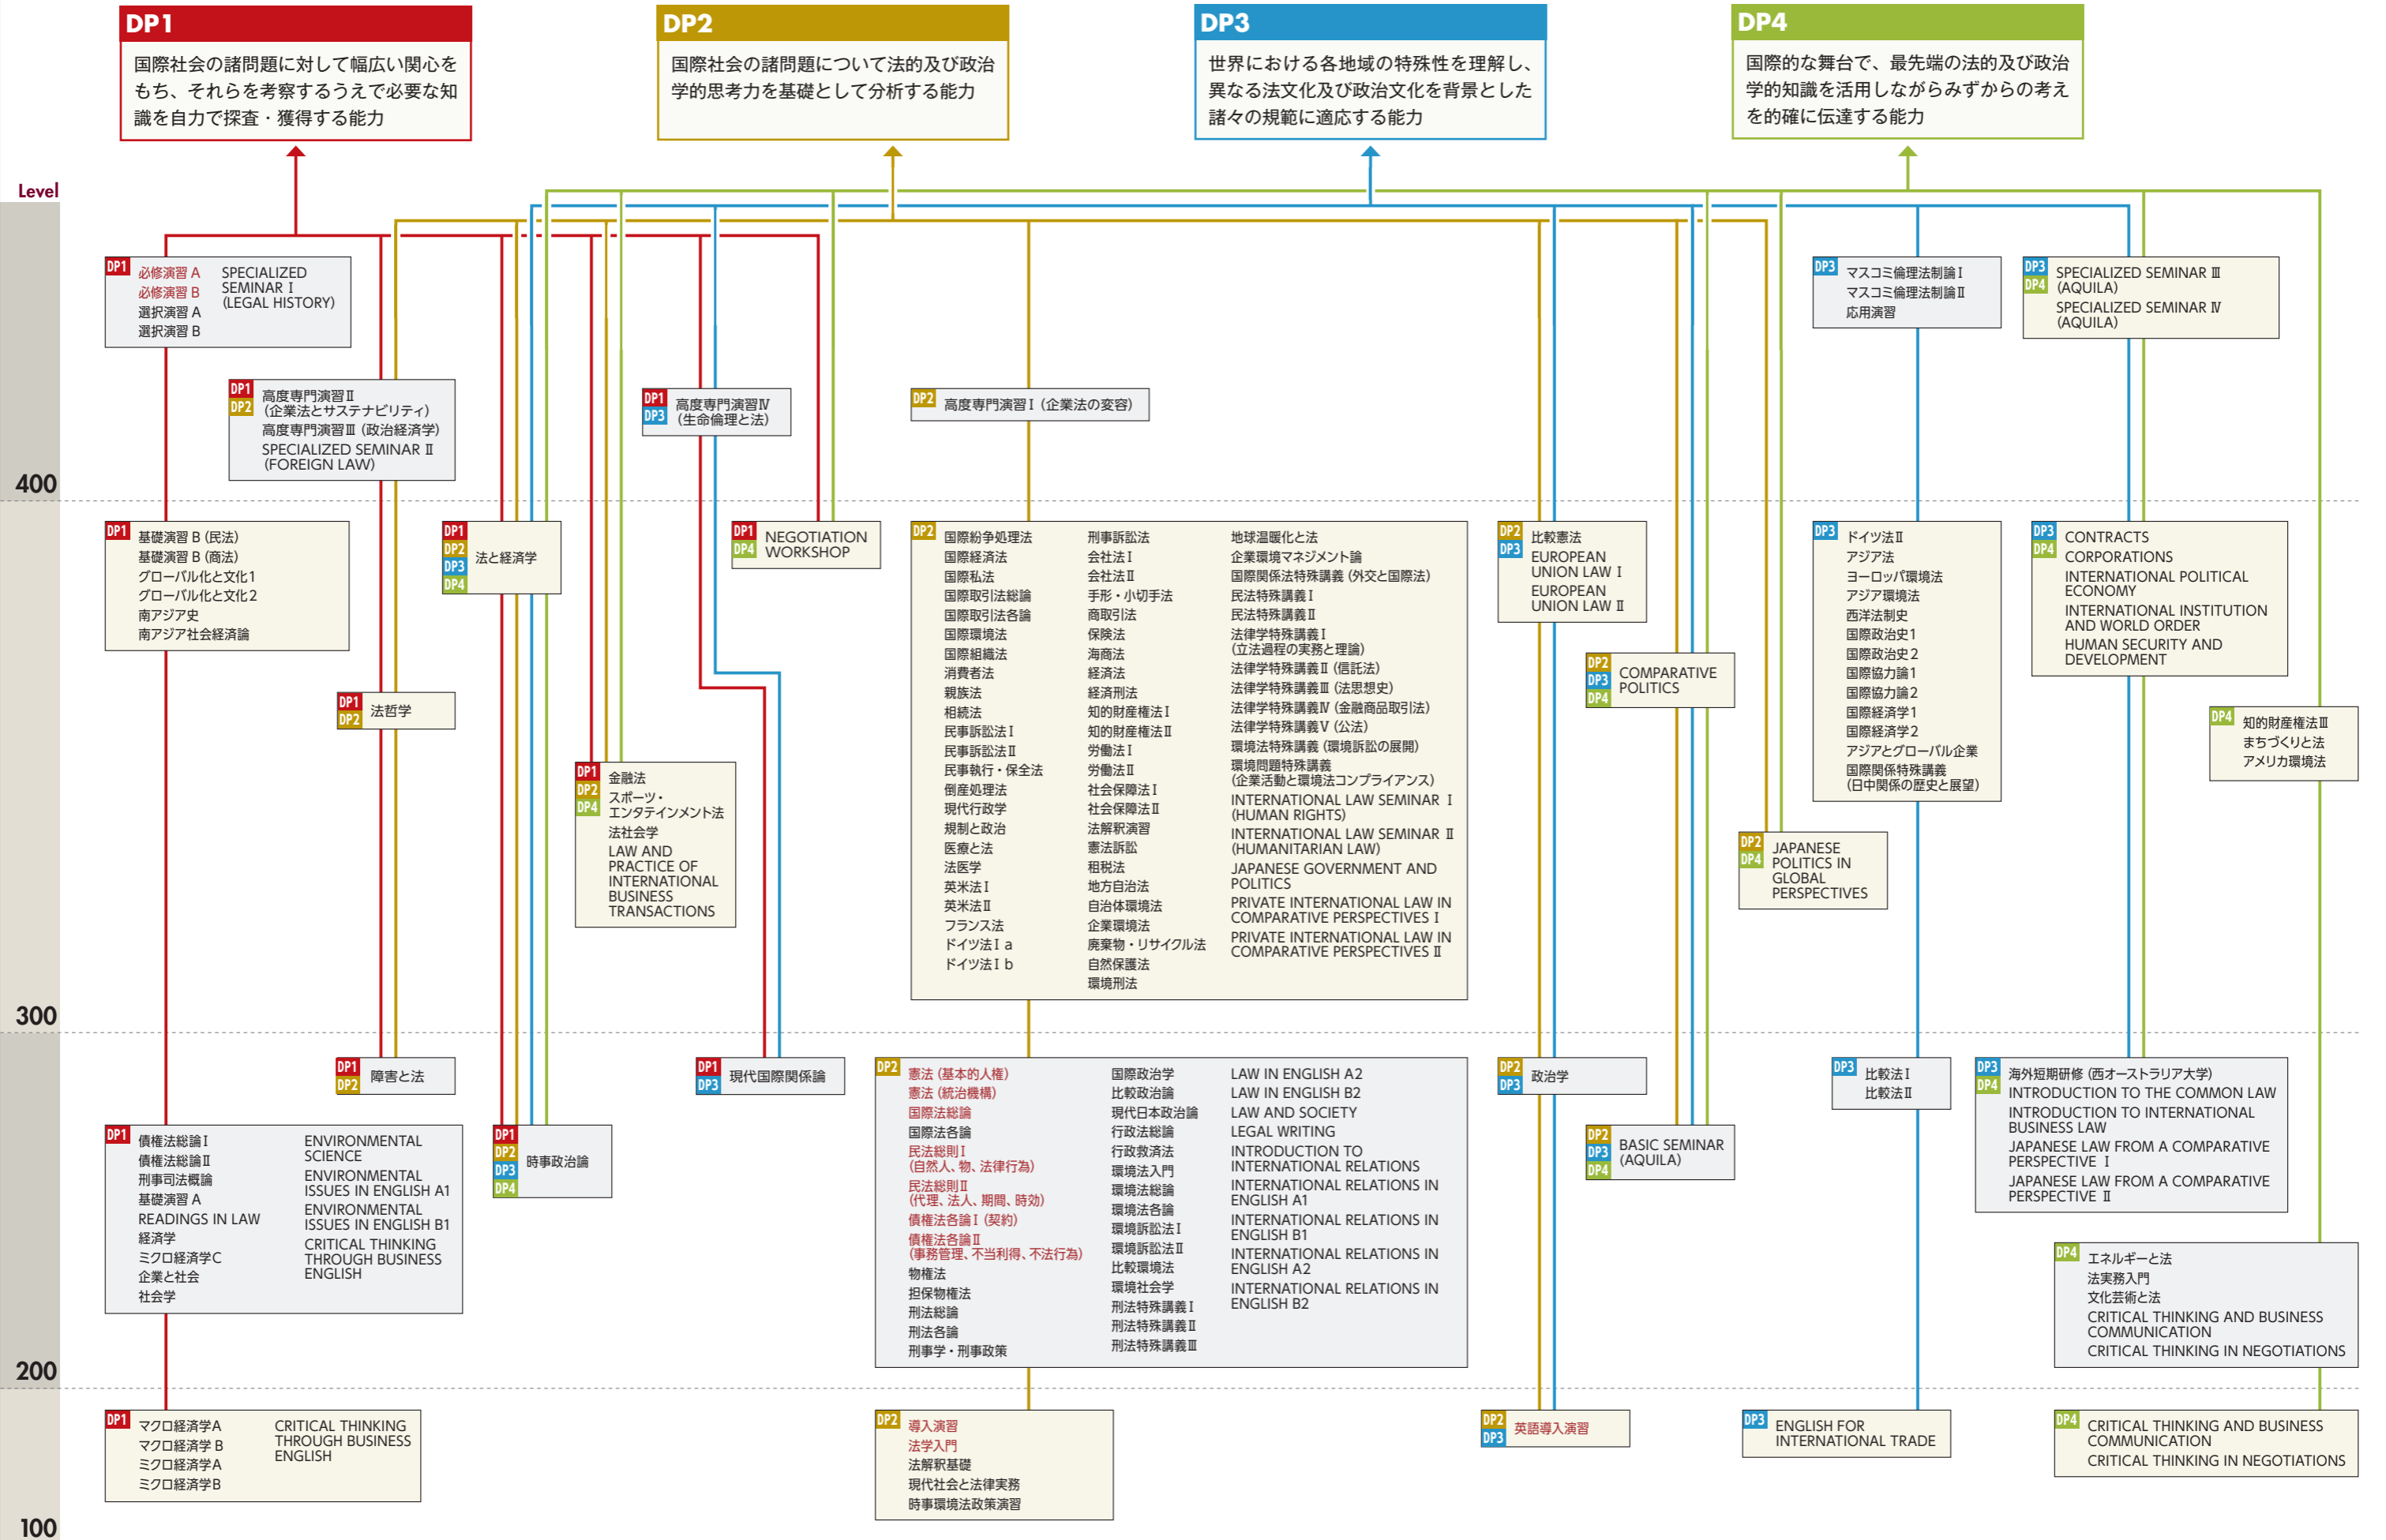 DP1
国際社会の諸問題に対して幅広い関心を
もち、それらを考察するうえで必要な知
識を自力で探査・獲得する能力
DP2
国際社会の諸問題について法的及び政治
学的思考力を基礎として分析する能力
DP3
世界における各地域の特殊性を理解し、
異なる法文化及び政治文化を背景とした
諸々の規範に適応する能力
DP4
国際的な舞台で、最先端の法的及び政治
学的知識を活用しながらみずからの考え
を的確に伝達する能力
Level
DP1
必修演習 A
必修演習 B
選択演習 A
選択演習 B
SPECIALIZED
SEMINAR Ⅰ
(LEGAL HISTORY)
DP3
マスコミ倫理法制論Ⅰ
マスコミ倫理法制論Ⅱ
応用演習
DP3
DP4
SPECIALIZED SEMINAR Ⅲ
(AQUILA)
SPECIALIZED SEMINAR Ⅳ
(AQUILA)
DP1
DP2
高度専門演習Ⅱ
(企業法とサステナビリティ)
高度専門演習Ⅲ (政治経済学)
SPECIALIZED SEMINAR Ⅱ
(FOREIGN LAW)
DP1
DP3
高度専門演習Ⅳ
(生命倫理と法)
DP2
高度専門演習Ⅰ (企業法の変容)
400
DP1
基礎演習 B (民法)
基礎演習 B (商法)
グローバル化と文化1
グローバル化と文化2
南アジア史
南アジア社会経済論
DP1
DP2
DP3
DP4
法と経済学
DP1
DP4
NEGOTIATION
WORKSHOP
DP2
国際紛争処理法
国際経済法
国際私法
国際取引法総論
国際取引法各論
国際環境法
国際組織法
消費者法
親族法
相続法
民事訴訟法Ⅰ
民事訴訟法Ⅱ
民事執行・保全法
倒産処理法
現代行政学
規制と政治
医療と法
法医学
英米法Ⅰ
英米法Ⅱ
フランス法
ドイツ法Ⅰ a
ドイツ法Ⅰ b
刑事訴訟法
会社法Ⅰ
会社法Ⅱ
手形・小切手法
商取引法
保険法
海商法
経済法
経済刑法
知的財産権法Ⅰ
知的財産権法Ⅱ
労働法Ⅰ
労働法Ⅱ
社会保障法Ⅰ
社会保障法Ⅱ
法解釈演習
憲法訴訟
租税法
地方自治法
自治体環境法
企業環境法
廃棄物・リサイクル法
自然保護法
環境刑法
地球温暖化と法
企業環境マネジメント論
国際関係法特殊講義 (外交と国際法)
民法特殊講義Ⅰ
民法特殊講義Ⅱ
法律学特殊講義Ⅰ
(立法過程の実務と理論)
法律学特殊講義Ⅱ (信託法)
法律学特殊講義Ⅲ (法思想史)
法律学特殊講義Ⅳ (金融商品取引法)
法律学特殊講義Ⅴ (公法)
環境法特殊講義 (環境訴訟の展開)
環境問題特殊講義
(企業活動と環境法コンプライアンス)
INTERNATIONAL LAW SEMINAR Ⅰ
(HUMAN RIGHTS)
INTERNATIONAL LAW SEMINAR Ⅱ
(HUMANITARIAN LAW)
JAPANESE GOVERNMENT AND
POLITICS
PRIVATE INTERNATIONAL LAW IN
COMPARATIVE PERSPECTIVES Ⅰ
PRIVATE INTERNATIONAL LAW IN
COMPARATIVE PERSPECTIVES Ⅱ
DP2
DP3
比較憲法
EUROPEAN
UNION LAW Ⅰ
EUROPEAN
UNION LAW Ⅱ
DP3
ドイツ法Ⅱ
アジア法
ヨーロッパ環境法
アジア環境法
西洋法制史
国際政治史1
国際政治史2
国際協力論1
国際協力論2
国際経済学1
国際経済学2
アジアとグローバル企業
国際関係特殊講義
(日中関係の歴史と展望)
DP3
DP4
CONTRACTS
CORPORATIONS
INTERNATIONAL POLITICAL
ECONOMY
INTERNATIONAL INSTITUTION
AND WORLD ORDER
HUMAN SECURITY AND
DEVELOPMENT
DP2
DP3
DP4
COMPARATIVE
POLITICS
DP1
DP2
法哲学
DP4
知的財産権法Ⅲ
まちづくりと法
アメリカ環境法
DP1
DP2
DP4
金融法
スポーツ・
エンタテインメント法
法社会学
LAW AND
PRACTICE OF
INTERNATIONAL
BUSINESS
TRANSACTIONS
DP2
DP4
JAPANESE
POLITICS IN
GLOBAL
PERSPECTIVES
300
DP1
DP2
障害と法
DP1
DP3
現代国際関係論
DP2
憲法 (基本的人権)
憲法 (統治機構)
国際法総論
国際法各論
民法総則Ⅰ
(自然人、物、法律行為)
民法総則Ⅱ
(代理、法人、期間、時効)
債権法各論Ⅰ (契約)
債権法各論Ⅱ
(事務管理、不当利得、不法行為)
物権法
担保物権法
刑法総論
刑法各論
刑事学・刑事政策
国際政治学
比較政治論
現代日本政治論
行政法総論
行政救済法
環境法入門
環境法総論
環境法各論
環境訴訟法Ⅰ
環境訴訟法Ⅱ
比較環境法
環境社会学
刑法特殊講義Ⅰ
刑法特殊講義Ⅱ
刑法特殊講義Ⅲ
LAW IN ENGLISH A2
LAW IN ENGLISH B2
LAW AND SOCIETY
LEGAL WRITING
INTRODUCTION TO
INTERNATIONAL RELATIONS
INTERNATIONAL RELATIONS IN
ENGLISH A1
INTERNATIONAL RELATIONS IN
ENGLISH B1
INTERNATIONAL RELATIONS IN
ENGLISH A2
INTERNATIONAL RELATIONS IN
ENGLISH B2
DP2
DP3
政治学
DP3
比較法Ⅰ
比較法Ⅱ
DP3
DP4
海外短期研修 (西オーストラリア大学)
INTRODUCTION TO THE COMMON LAW
INTRODUCTION TO INTERNATIONAL
BUSINESS LAW
JAPANESE LAW FROM A COMPARATIVE
PERSPECTIVE Ⅰ
JAPANESE LAW FROM A COMPARATIVE
PERSPECTIVE Ⅱ
DP1
債権法総論Ⅰ
債権法総論Ⅱ
刑事司法概論
基礎演習 A
READINGS IN LAW
経済学
ミクロ経済学C
企業と社会
社会学
ENVIRONMENTAL
SCIENCE
ENVIRONMENTAL
ISSUES IN ENGLISH A1
ENVIRONMENTAL
ISSUES IN ENGLISH B1
CRITICAL THINKING
THROUGH BUSINESS
ENGLISH
DP1
DP2
DP3
DP4
時事政治論
DP2
DP3
DP4
BASIC SEMINAR
(AQUILA)
DP4
エネルギーと法
法実務入門
文化芸術と法
CRITICAL THINKING AND BUSINESS
COMMUNICATION
CRITICAL THINKING IN NEGOTIATIONS
200
DP1
マクロ経済学A
マクロ経済学 B
ミクロ経済学A
ミクロ経済学B
CRITICAL THINKING
THROUGH BUSINESS
ENGLISH
DP2
導入演習
法学入門
法解釈基礎
現代社会と法律実務
時事環境法政策演習
DP2
DP3
英語導入演習
DP3
ENGLISH FOR
INTERNATIONAL TRADE
DP4
CRITICAL THINKING AND BUSINESS
COMMUNICATION
CRITICAL THINKING IN NEGOTIATIONS
100